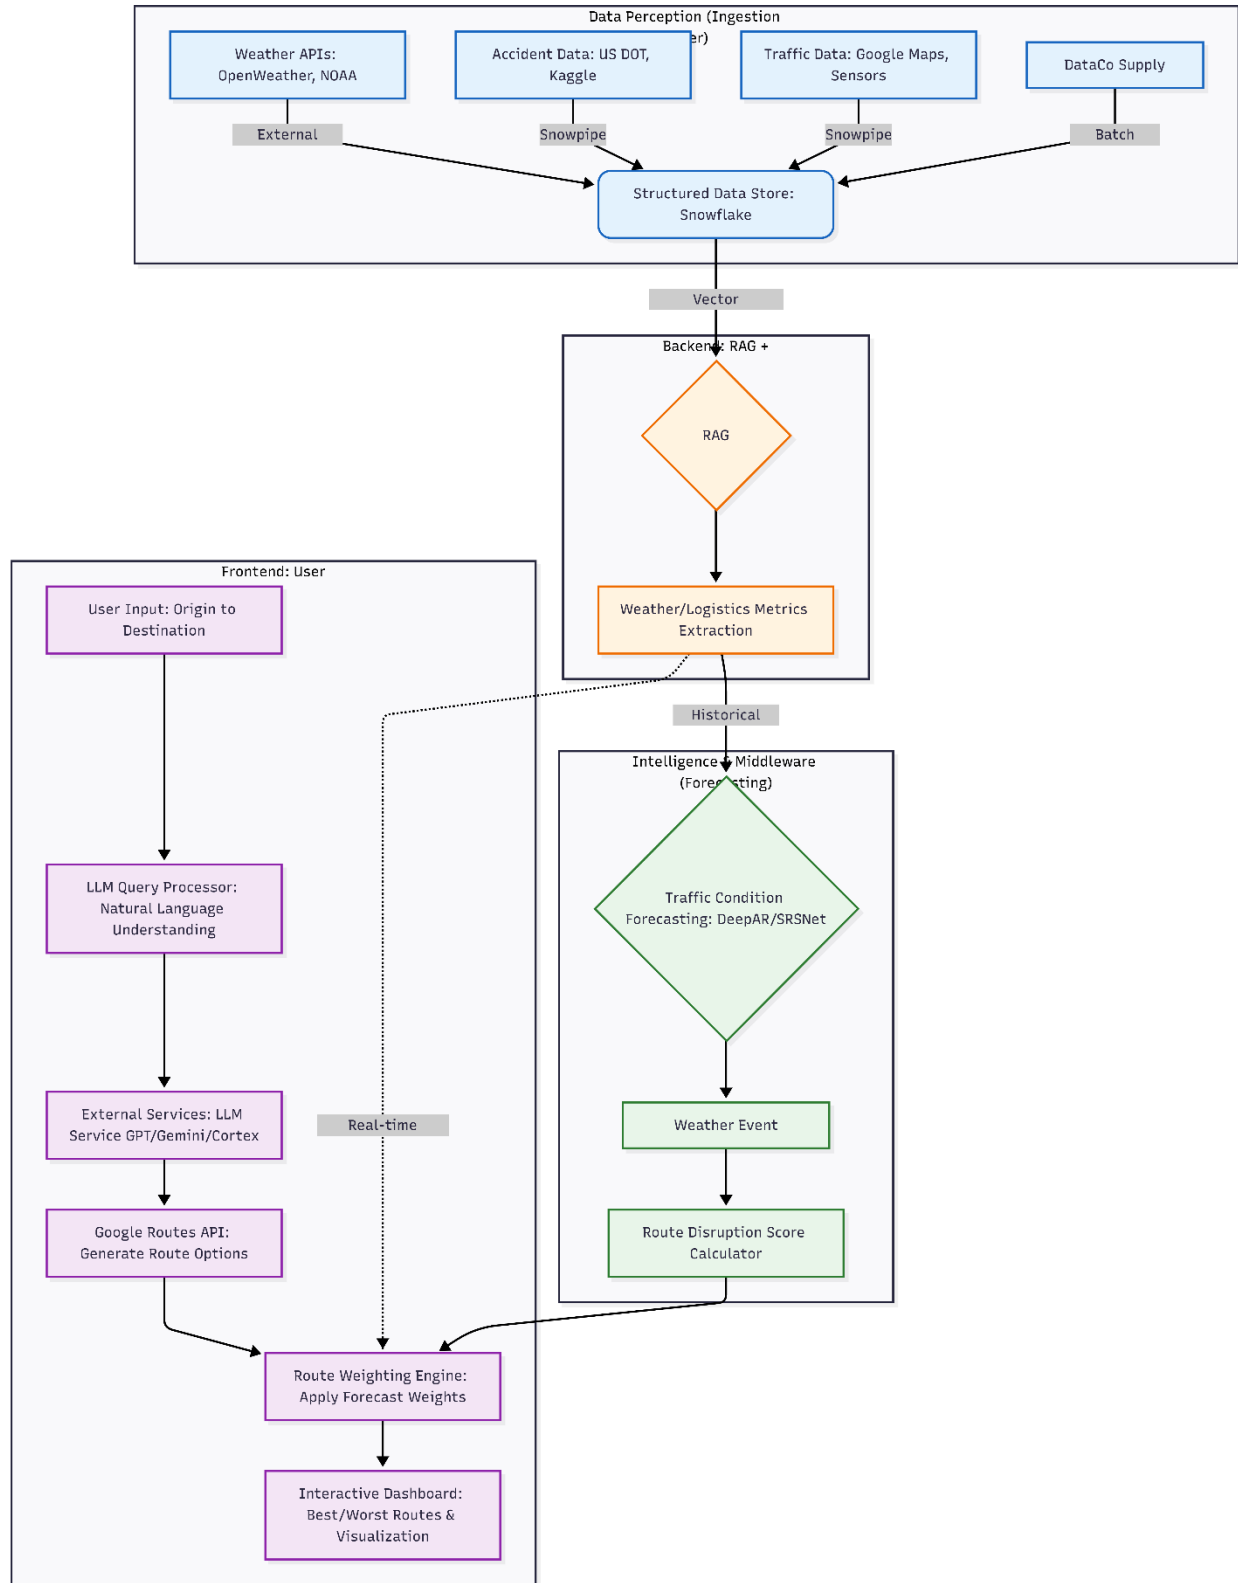 Data Perception (Ingestion
er)
Weather APIs:
OpenWeather, NOAA
Accident Data: US DOT,
Kaggle
Traffic Data: Google Maps,
Sensors
DataCo Supply
External
Snowpipe
Snowpipe
Batch
Structured Data Store:
Snowflake
Vector
Backend: RAG +
RAG
Weather/Logistics Metrics
Extraction
Frontend: User
User Input: Origin to
Destination
Historical
Intelligence & Middleware
(Forecasting)
LLM Query Processor:
Natural Language
Understanding
Traffic Condition
Forecasting: DeepAR/SRSNet
External Services: LLM
Service GPT/Gemini/Cortex
Real-time
Weather Event
Google Routes API:
Generate Route Options
Route Disruption Score
Calculator
Route Weighting Engine:
Apply Forecast Weights
Interactive Dashboard:
Best/Worst Routes &
Visualization